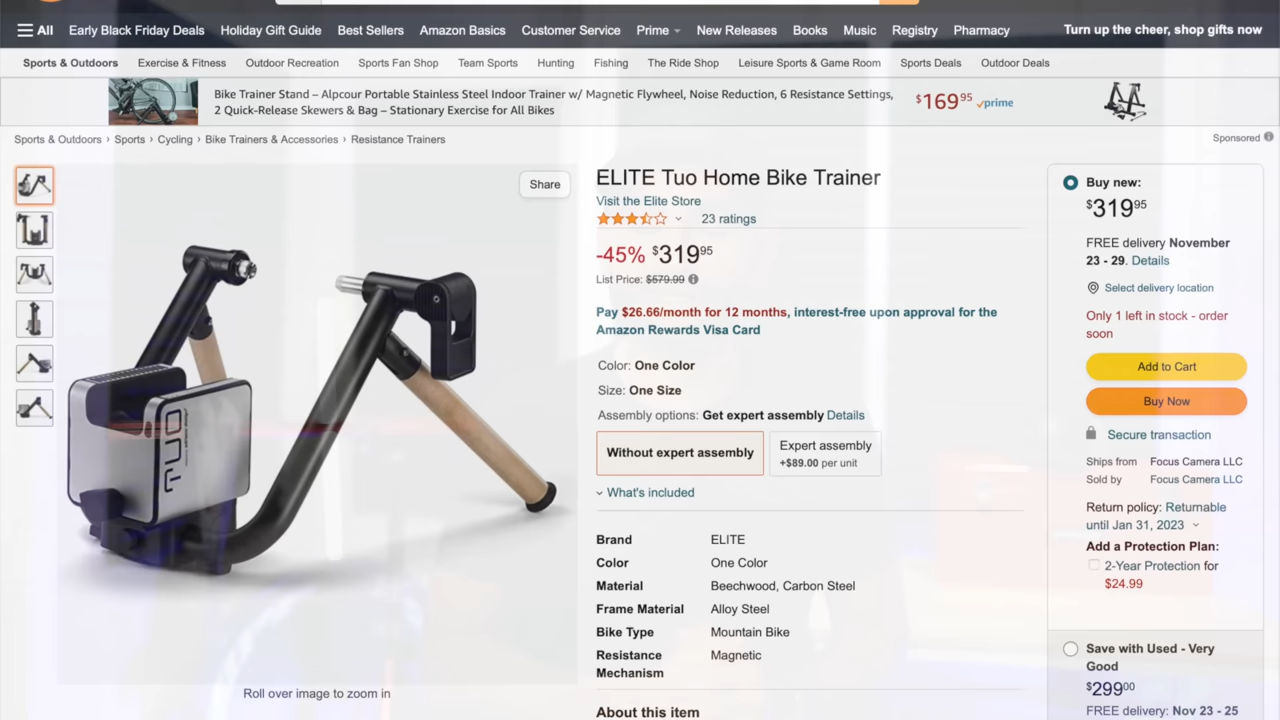 All Early Black Friday Deals Holiday Gift Guide Best Sellers Amazon Basics Customer Service Prime New Releases Books Music Registry Pharmacy Turn up the cheer, shop gifts now
Sports & Outdoors Exercise & Fitness Outdoor Recreation Sports Fan Shop Team Sports Hunting Fishing The Ride Shop Leisure Sports & Game Room Sports Deals Outdoor Deals
Bike Trainer Stand – Alpcour Portable Stainless Steel Indoor Trainer w/ Magnetic Flywheel, Noise Reduction, 6 Resistance Settings,
2 Quick-Release Skewers & Bag – Stationary Exercise for All Bikes
$169.95 prime
Sports & Outdoors › Sports › Cycling › Bike Trainers & Accessories › Resistance Trainers
Sponsored
Share
TUO
Roll over image to zoom in
ELITE Tuo Home Bike Trainer
Visit the Elite Store
23 ratings
-45% $319.95
List Price: $579.99
Pay $26.66/month for 12 months, interest-free upon approval for the
Amazon Rewards Visa Card
Color: One Color
Size: One Size
Assembly options: Get expert assembly Details
Without expert assembly
Expert assembly
+$89.00 per unit
What's included
Brand ELITE
Color One Color
Material Beechwood, Carbon Steel
Frame Material Alloy Steel
Bike Type Mountain Bike
Resistance Magnetic
Mechanism
About this item
Buy new:
$319.95
FREE delivery November
23 - 29. Details
Select delivery location
Only 1 left in stock - order
soon
Add to Cart
Buy Now
Secure transaction
Ships from Focus Camera LLC
Sold by Focus Camera LLC
Return policy: Returnable
until Jan 31, 2023
Add a Protection Plan:
2-Year Protection for
$24.99
Save with Used - Very
Good
$299.00
FREE delivery: Nov 23 - 25